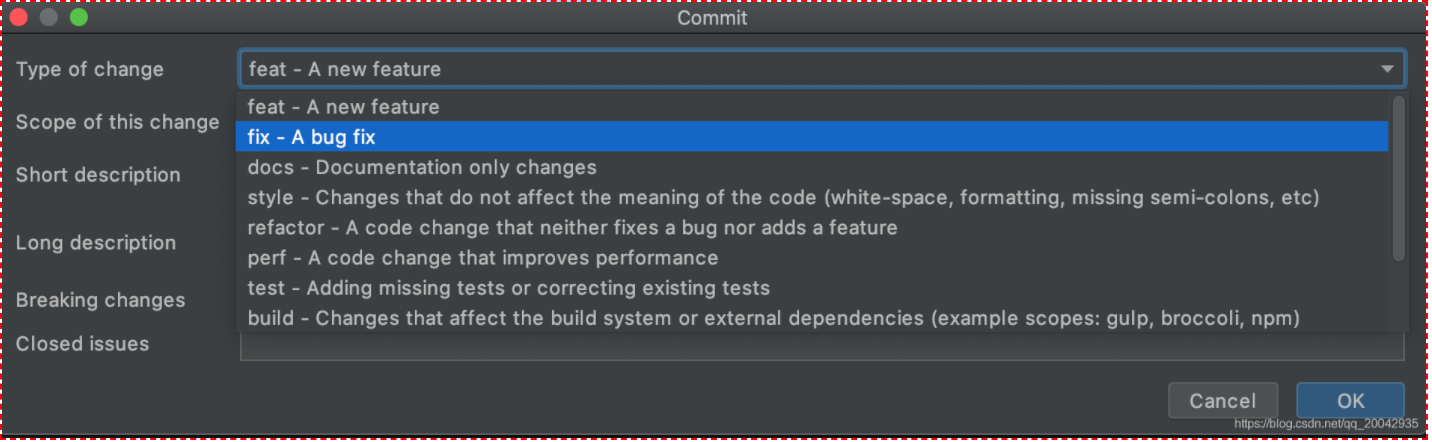 Commit
Type of change
feat - A new feature
feat - A new feature
Scope of this change
fix - A bug fix
docs - Documentation only changes
Short description
style - Changes that do not affect the meaning of the code (white-space, formatting, missing semi-colons, etc)
refactor - A code change that neither fixes a bug nor adds a feature
Long description
perf - A code change that improves performance
test - Adding missing tests or correcting existing tests
Breaking changes
build - Changes that affect the build system or external dependencies (example scopes: gulp, broccoli, npm)
Closed issues
Cancel
OK
https://blog.csdn.net/qq_20042935